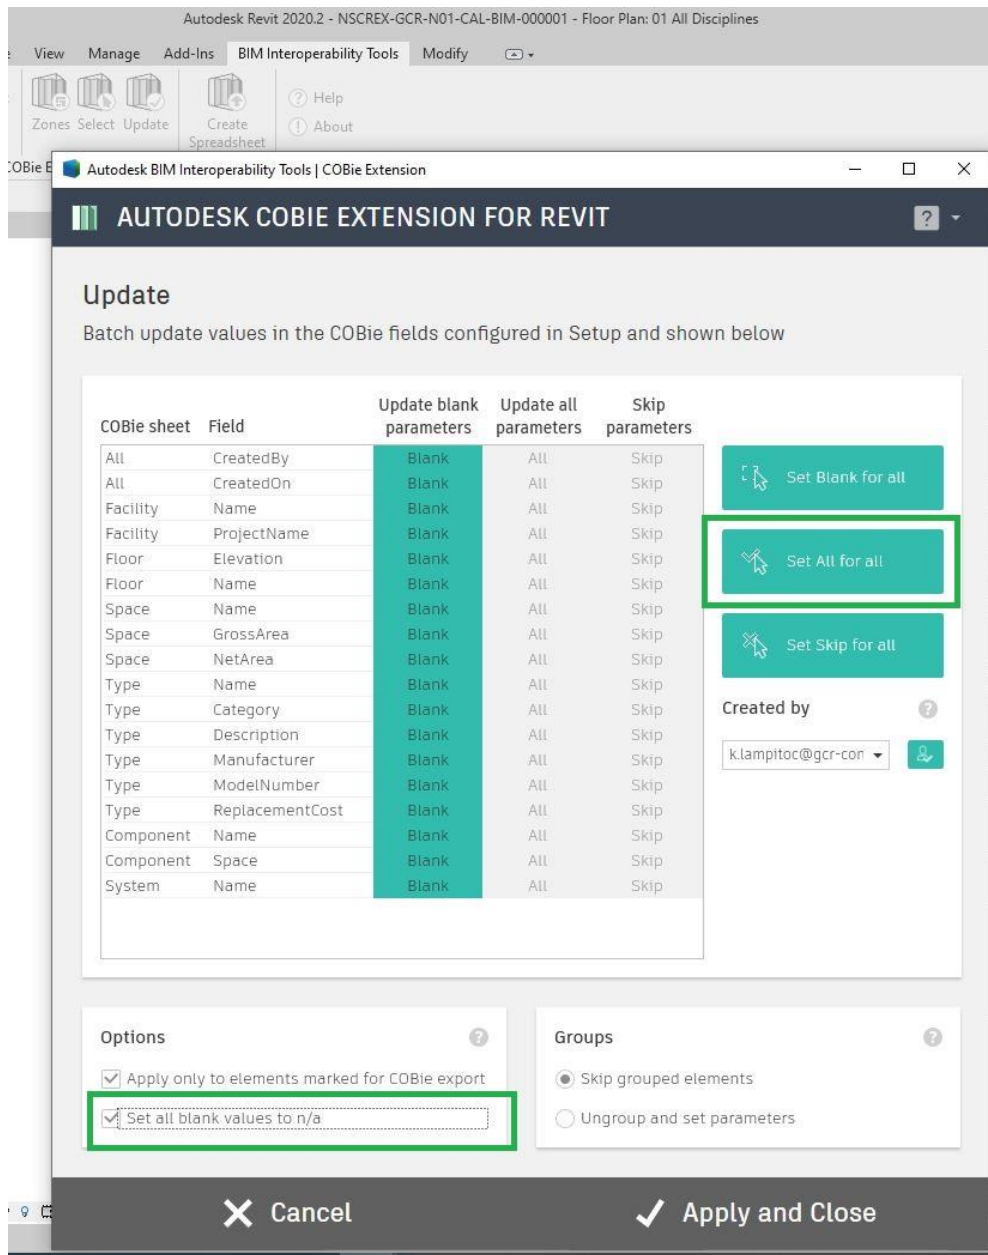 Autodesk Revit 2020.2 - NSCREX-GCR-N01-CAL-BIM-000001 - Floor Plan: 01 All Disciplines
View Manage Add-Ins BIM Interoperability Tools Modify
Zones Select Update Create Spreadsheet
Help
About
COBie E
Autodesk BIM Interoperability Tools | COBie Extension
AUTODESK COBIE EXTENSION FOR REVIT ?
Update
Batch update values in the COBie fields configured in Setup and shown below
COBie sheet Field Update blank parameters Update all parameters Skip parameters
All CreatedBy Blank All Skip
All CreatedOn Blank All Skip
Facility Name Blank All Skip
Facility ProjectName Blank All Skip
Floor Elevation Blank All Skip
Floor Name Blank All Skip
Space Name Blank All Skip
Space GrossArea Blank All Skip
Space NetArea Blank All Skip
Type Name Blank All Skip
Type Category Blank All Skip
Type Description Blank All Skip
Type Manufacturer Blank All Skip
Type ModelNumber Blank All Skip
Type ReplacementCost Blank All Skip
Component Name Blank All Skip
Component Space Blank All Skip
System Name Blank All Skip
Set Blank for all
Set All for all
Set Skip for all
Created by ?
k.lampitoc@gcr-con
Options ?
Apply only to elements marked for COBie export
Set all blank values to n/a
Groups ?
Skip grouped elements
Ungroup and set parameters
Cancel
Apply and Close